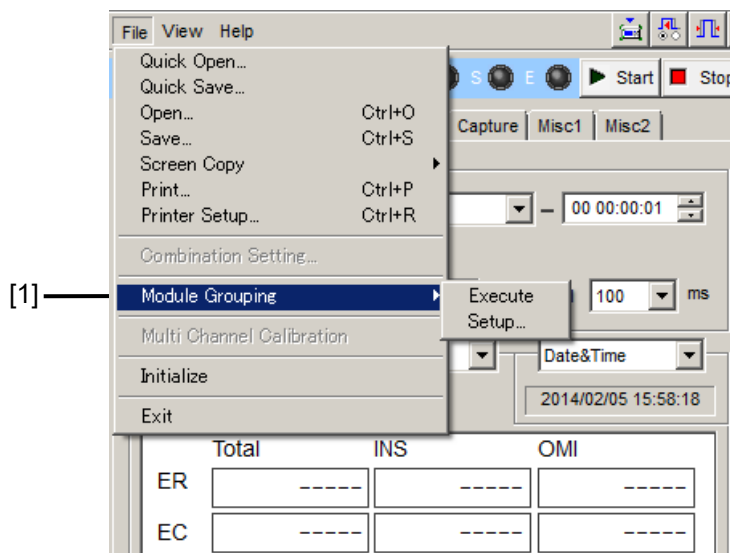 File View Help
Quick Open...
Quick Save...
S E Start Stop
Open... Ctrl+O
Capture Misc1 Misc2
Save... Ctrl+S
Screen Copy
Print... Ctrl+P
Printer Setup... Ctrl+R
00 00:00:01
Combination Setting...
[1] Module Grouping
Execute
Setup...
100 ms
Multi Channel Calibration
Date&Time
Initialize
2014/02/05 15:58:18
Exit
Total INS OMI
ER ----- ----- -----
EC ----- ----- -----